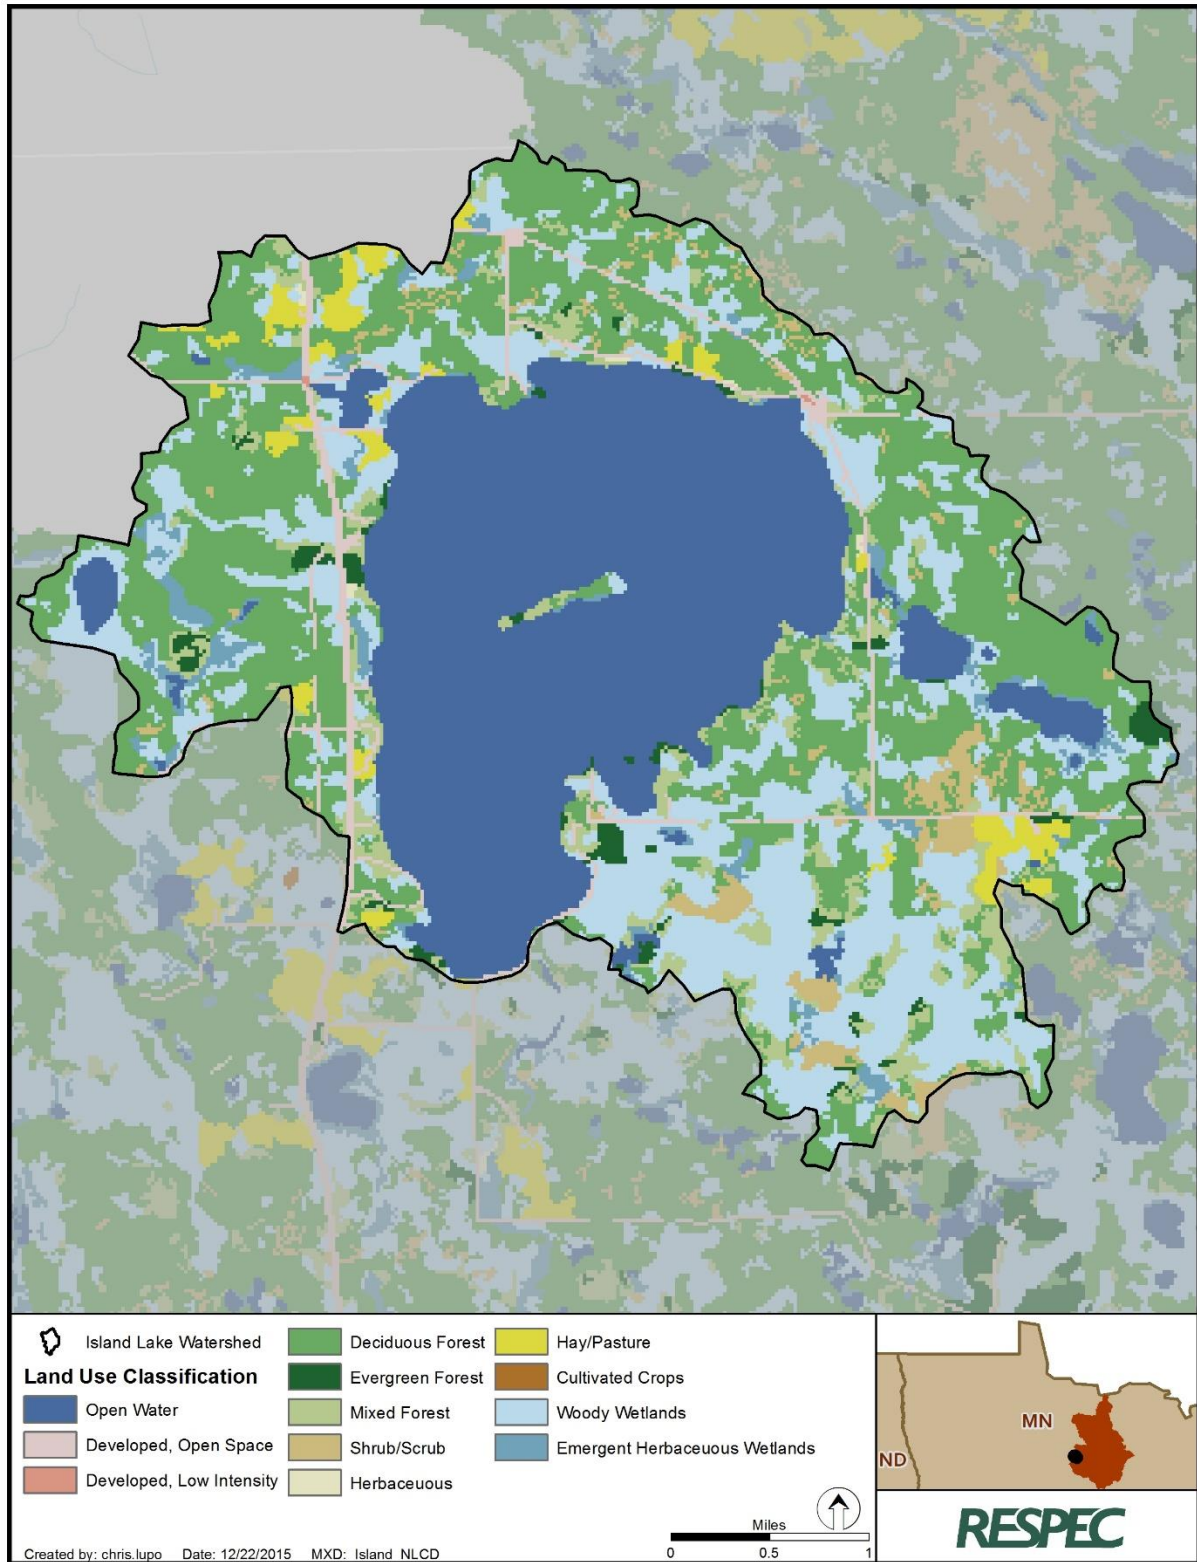 Island Lake Watershed
Land Use Classification
Open Water
Developed, Open Space
Developed, Low Intensity
Deciduous Forest
Evergreen Forest
Mixed Forest
Shrub/Scrub
Herbaceuous
Hay/Pasture
Cultivated Crops
Woody Wetlands
Emergent Herbaceuous Wetlands
Miles
0 0.5 1
Created by: chris.lupo Date: 12/22/2015 MXD: Island_NLCD
MN
ND
RESPEC